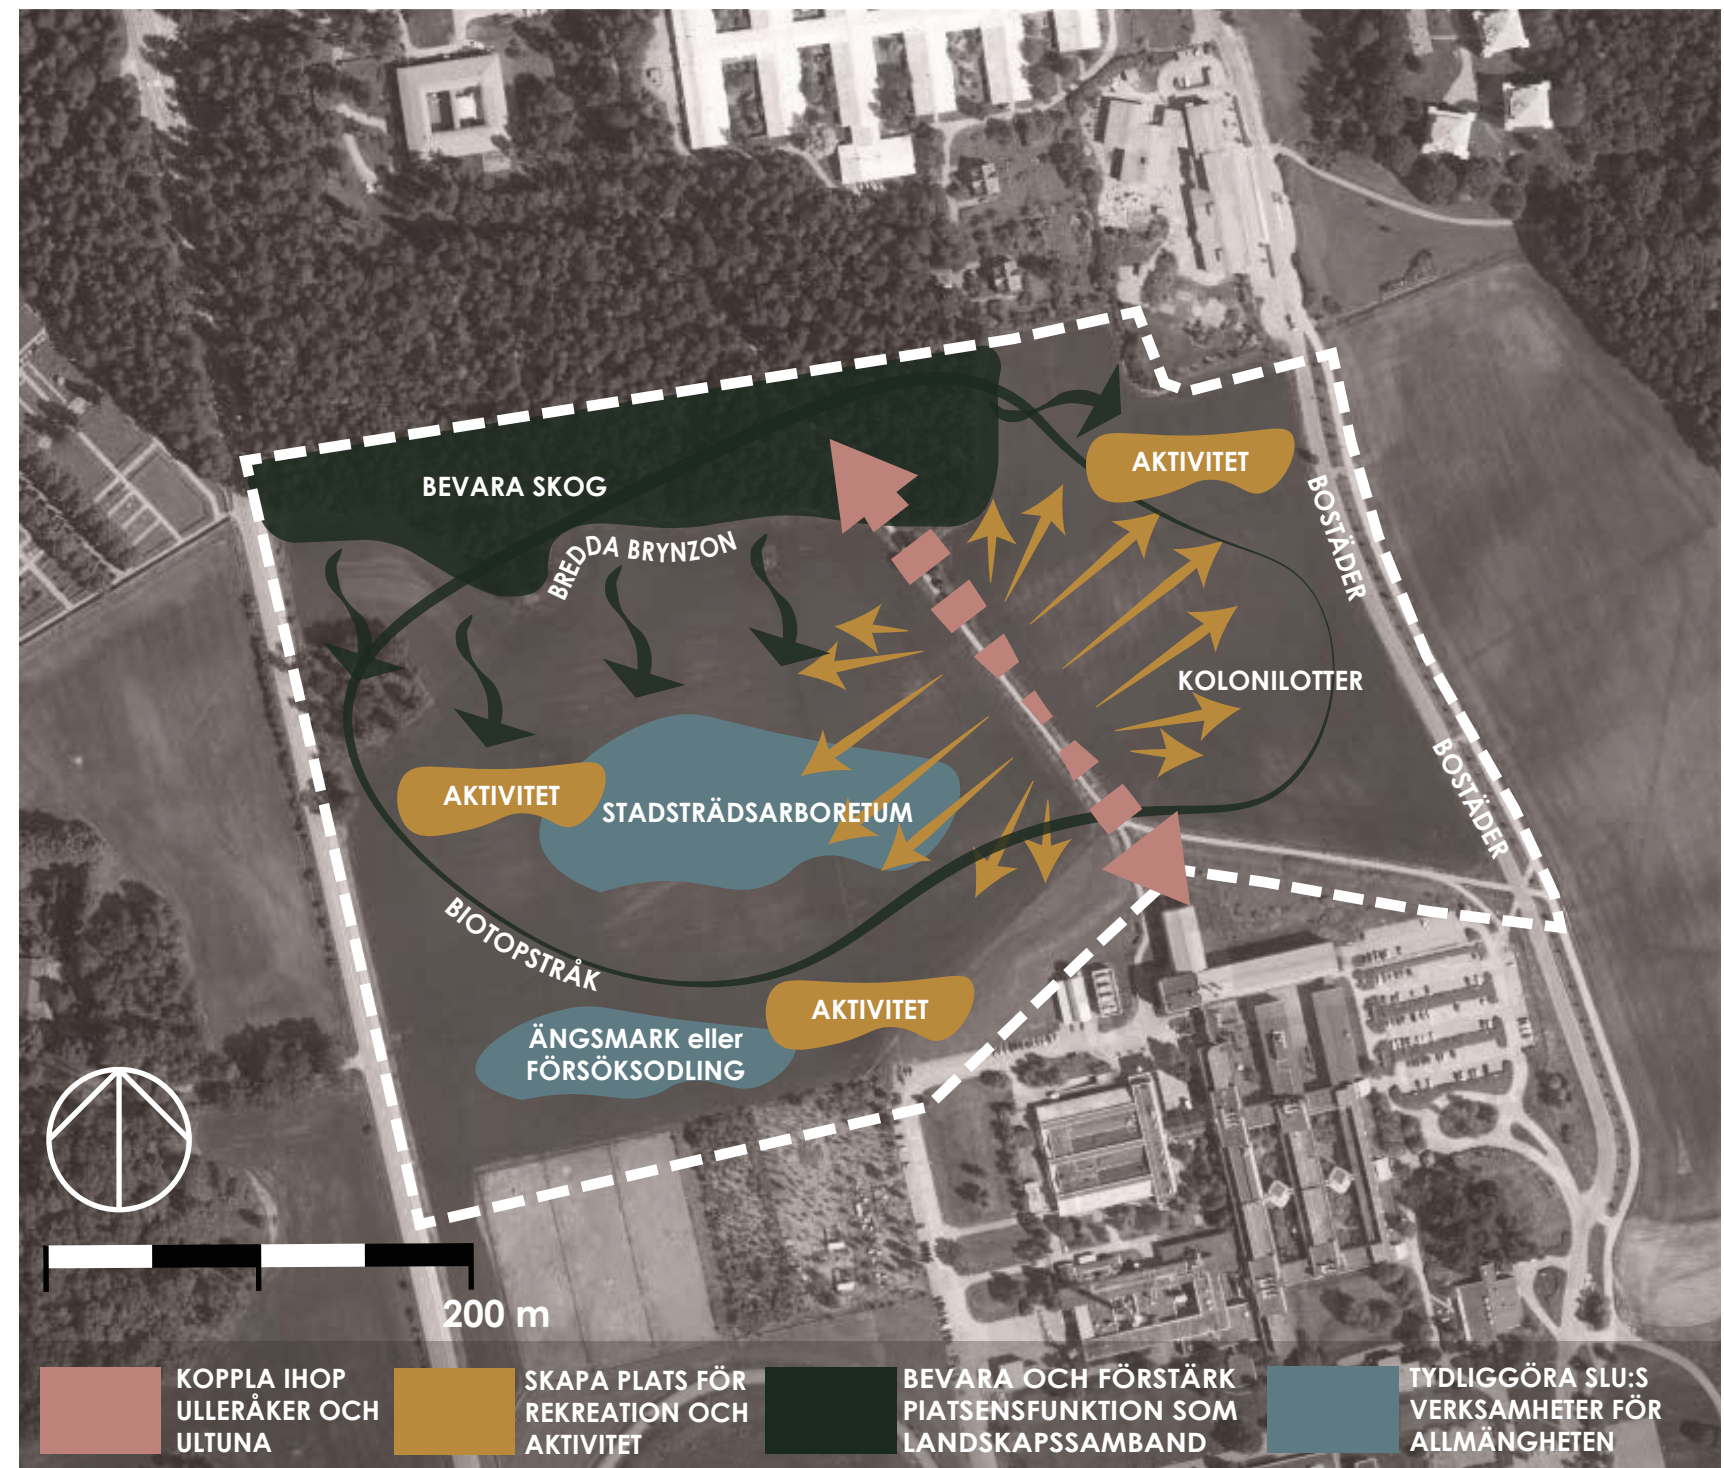 BEVARA SKOG
AKTIVITET
BREDDA BRYNZON
BOSTÄDER
KOLONILOTTER
BOSTÄDER
AKTIVITET
STADSTRÄDSARBORETUM
BIOTOPSTRÅK
AKTIVITET
ÄNGSMARK eller
FÖRSÖKSODLING
200 m
KOPPLA IHOP
ULLERÅKER OCH
ULTUNA
SKAPA PLATS FÖR
REKREATION OCH
AKTIVITET
BEVARA OCH FÖRSTÄRK
PIATSENSFUNKTION SOM
LANDSKAPSSAMBAND
TYDLIGGÖRA SLU:S
VERKSAMHETER FÖR
ALLMÄNGHETEN